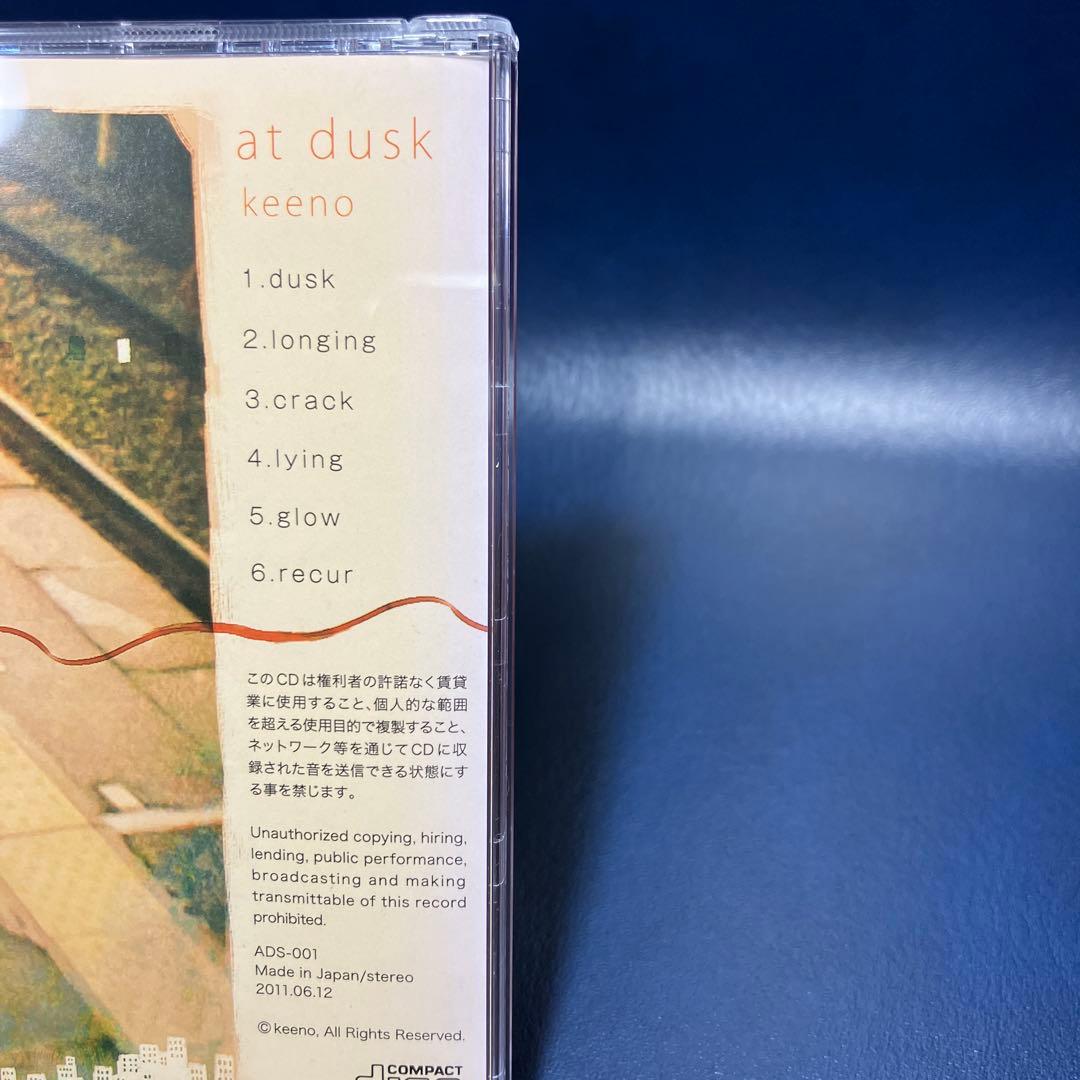 at dusk
keeno
1.dusk
2.longing
3.crack
4.lying
5.glow
6.recur
このCDは権利者の許諾なく賃貸
業に使用すること、個人的な範囲
を超える使用目的で複製すること、
ネットワーク等を通じてCDに収
録された音を送信できる状態にす
る事を禁じます。
Unauthorized copying, hiring,
lending, public performance,
broadcasting and making
transmittable of this record
prohibited.
ADS-001
Made in Japan/stereo
2011.06.12
©keeno, All Rights Reserved.
COMPACT